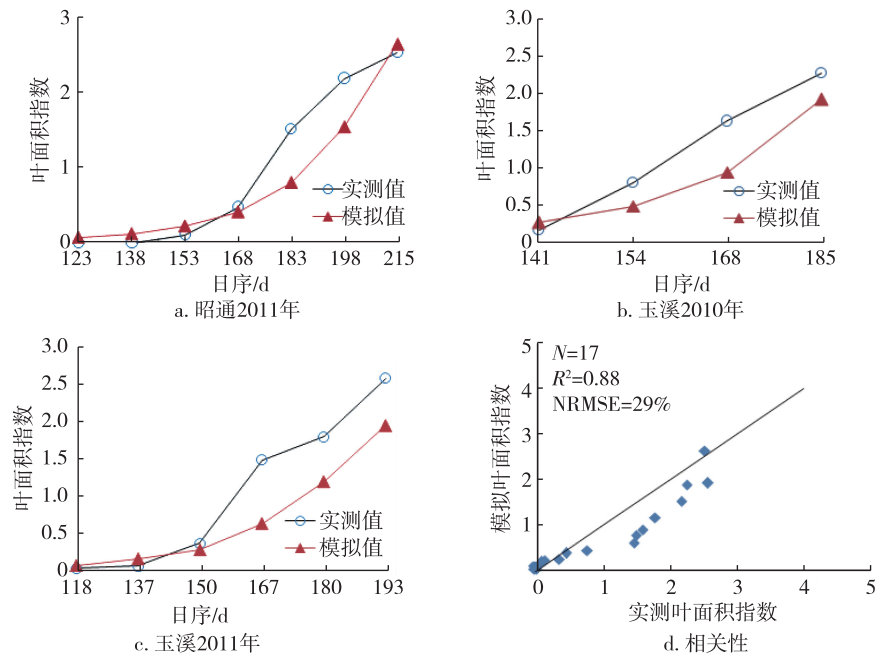 3
2
1
0
叶面积指数
实测值
模拟值
123 138 153 168 183 198 215
日序/d
a. 昭通2011年
3.0
2.5
2.0
1.5
1.0
0.5
0
叶面积指数
实测值
模拟值
141 154 168 185
日序/d
b. 玉溪2010年
3.0
2.5
2.0
1.5
1.0
0.5
0
叶面积指数
实测值
模拟值
118 137 150 167 180 193
日序/d
c. 玉溪2011年
5
4
3
2
1
模拟叶面积指数
N=17
R²=0.88
NRMSE=29%
0 1 2 3 4 5
实测叶面积指数
d. 相关性